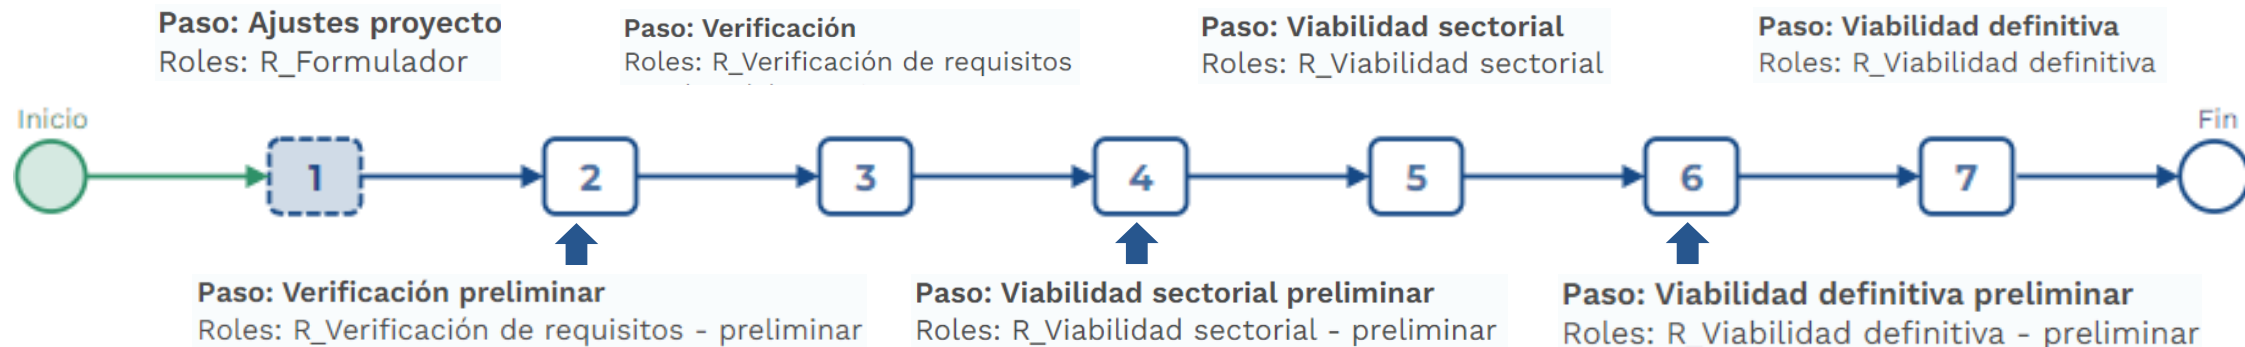 Paso: Ajustes proyecto
Roles: R_Formulador
Paso: Verificación
Roles: R_Verificación de requisitos
Paso: Viabilidad sectorial
Roles: R_Viabilidad sectorial
Paso: Viabilidad definitiva
Roles: R_Viabilidad definitiva
Inicio
1
2
3
4
5
6
7
Fin
Paso: Verificación preliminar
Roles: R_Verificación de requisitos - preliminar
Paso: Viabilidad sectorial preliminar
Roles: R_Viabilidad sectorial - preliminar
Paso: Viabilidad definitiva preliminar
Roles: R_Viabilidad definitiva - preliminar